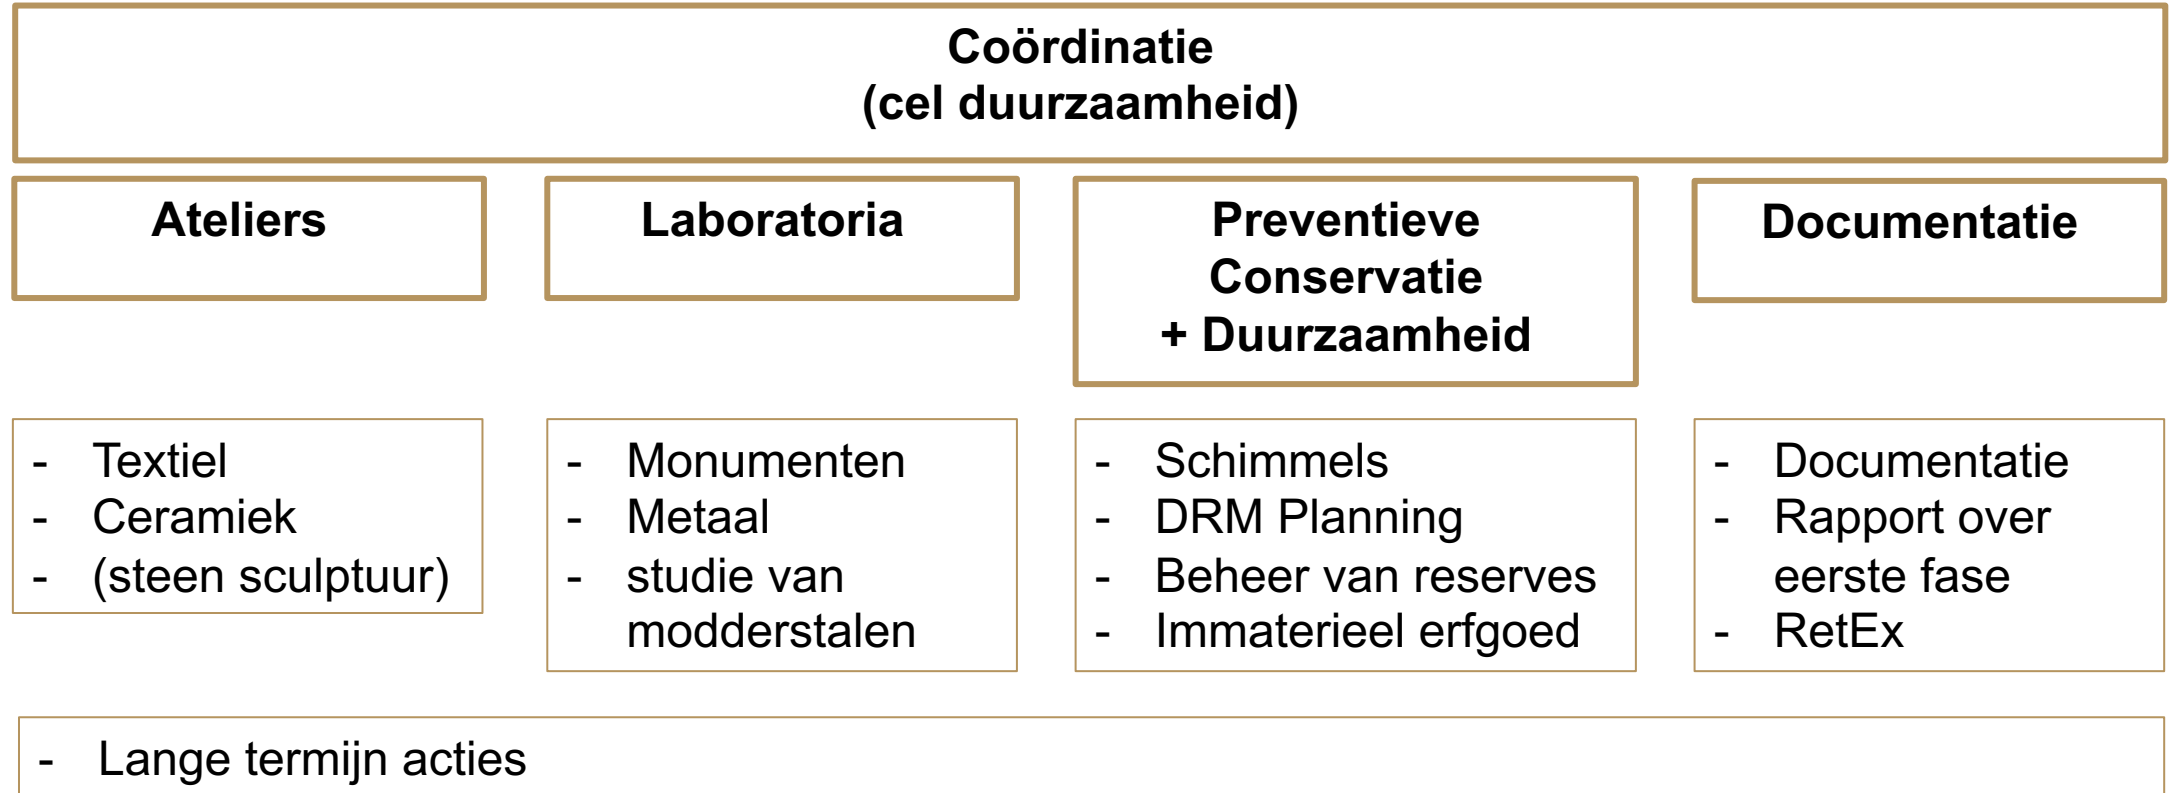 Coördinatie
(cel duurzaamheid)
Ateliers
Laboratoria
Preventieve
Conservatie
+ Duurzaamheid
Documentatie
- Textiel
- Ceramiek
- (steen sculptuur)
- Monumenten
- Metaal
- studie van
modderstalen
- Schimmels
- DRM Planning
- Beheer van reserves
- Immaterieel erfgoed
- Documentatie
- Rapport over
eerste fase
- RetEx
- Lange termijn acties